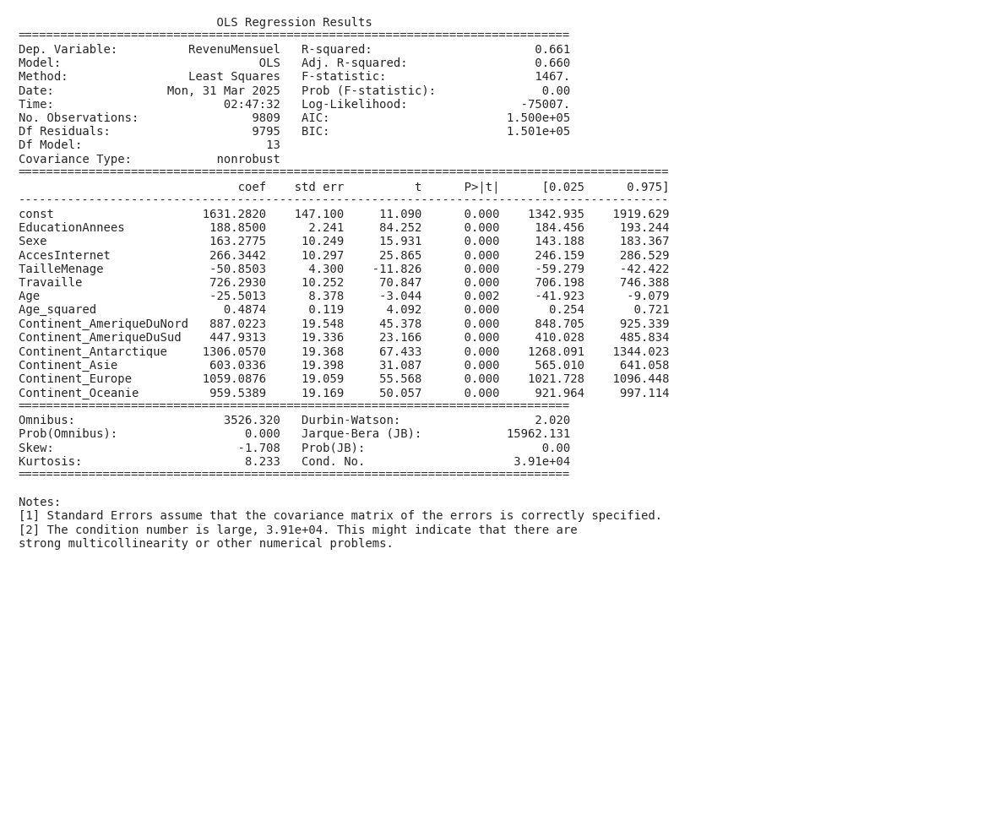 OLS Regression Results
==============================================================================
Dep. Variable:          RevenuMensuel   R-squared:                       0.661
Model:                            OLS   Adj. R-squared:                  0.660
Method:                 Least Squares   F-statistic:                     1467.
Date:                Mon, 31 Mar 2025   Prob (F-statistic):               0.00
Time:                        02:47:32   Log-Likelihood:                -75007.
No. Observations:                9809   AIC:                         1.500e+05
Df Residuals:                    9795   BIC:                         1.501e+05
Df Model:                          13
Covariance Type:            nonrobust
============================================================================================
                               coef    std err          t      P>|t|      [0.025      0.975]
--------------------------------------------------------------------------------------------
const                     1631.2820    147.100     11.090      0.000    1342.935    1919.629
EducationAnnees            188.8500      2.241     84.252      0.000     184.456     193.244
Sexe                       163.2775     10.249     15.931      0.000     143.188     183.367
AccesInternet              266.3442     10.297     25.865      0.000     246.159     286.529
TailleMenage               -50.8503      4.300    -11.826      0.000     -59.279     -42.422
Travaille                  726.2930     10.252     70.847      0.000     706.198     746.388
Age                        -25.5013      8.378     -3.044      0.002     -41.923      -9.079
Age_squared                  0.4874      0.119      4.092      0.000       0.254       0.721
Continent_AmeriqueDuNord   887.0223     19.548     45.378      0.000     848.705     925.339
Continent_AmeriqueDuSud    447.9313     19.336     23.166      0.000     410.028     485.834
Continent_Antarctique     1306.0570     19.368     67.433      0.000    1268.091    1344.023
Continent_Asie             603.0336     19.398     31.087      0.000     565.010     641.058
Continent_Europe          1059.0876     19.059     55.568      0.000    1021.728    1096.448
Continent_Oceanie          959.5389     19.169     50.057      0.000     921.964     997.114
==============================================================================
Omnibus:                     3526.320   Durbin-Watson:                   2.020
Prob(Omnibus):                  0.000   Jarque-Bera (JB):            15962.131
Skew:                          -1.708   Prob(JB):                         0.00
Kurtosis:                       8.233   Cond. No.                     3.91e+04
==============================================================================

Notes:
[1] Standard Errors assume that the covariance matrix of the errors is correctly specified.
[2] The condition number is large, 3.91e+04. This might indicate that there are
strong multicollinearity or other numerical problems.